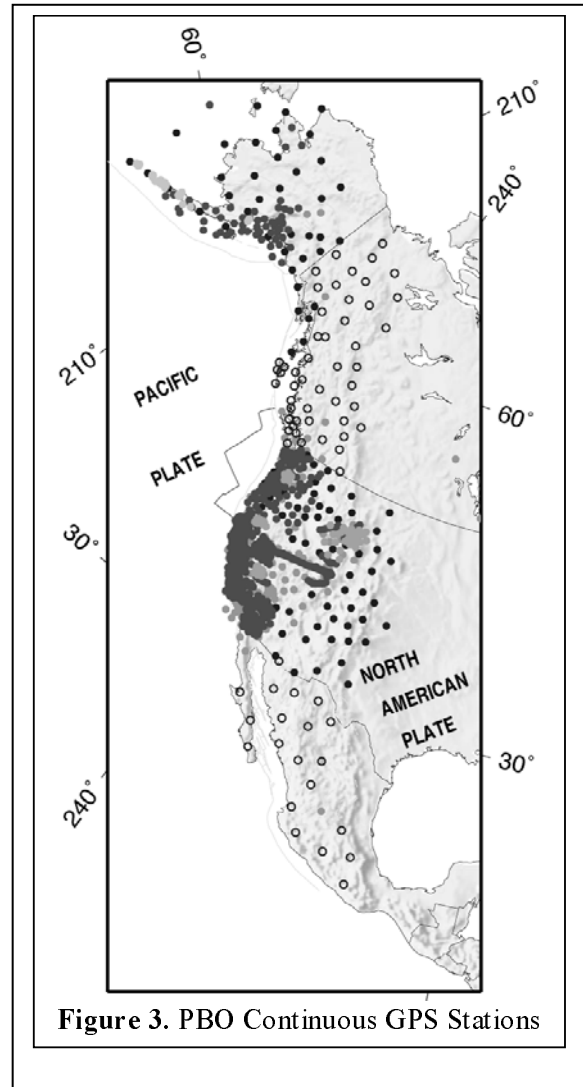 60°
210°
240°
210°
PACIFIC
PLATE
60°
30°
NORTH
AMERICAN
PLATE
30°
240°
Figure 3. PBO Continuous GPS Stations